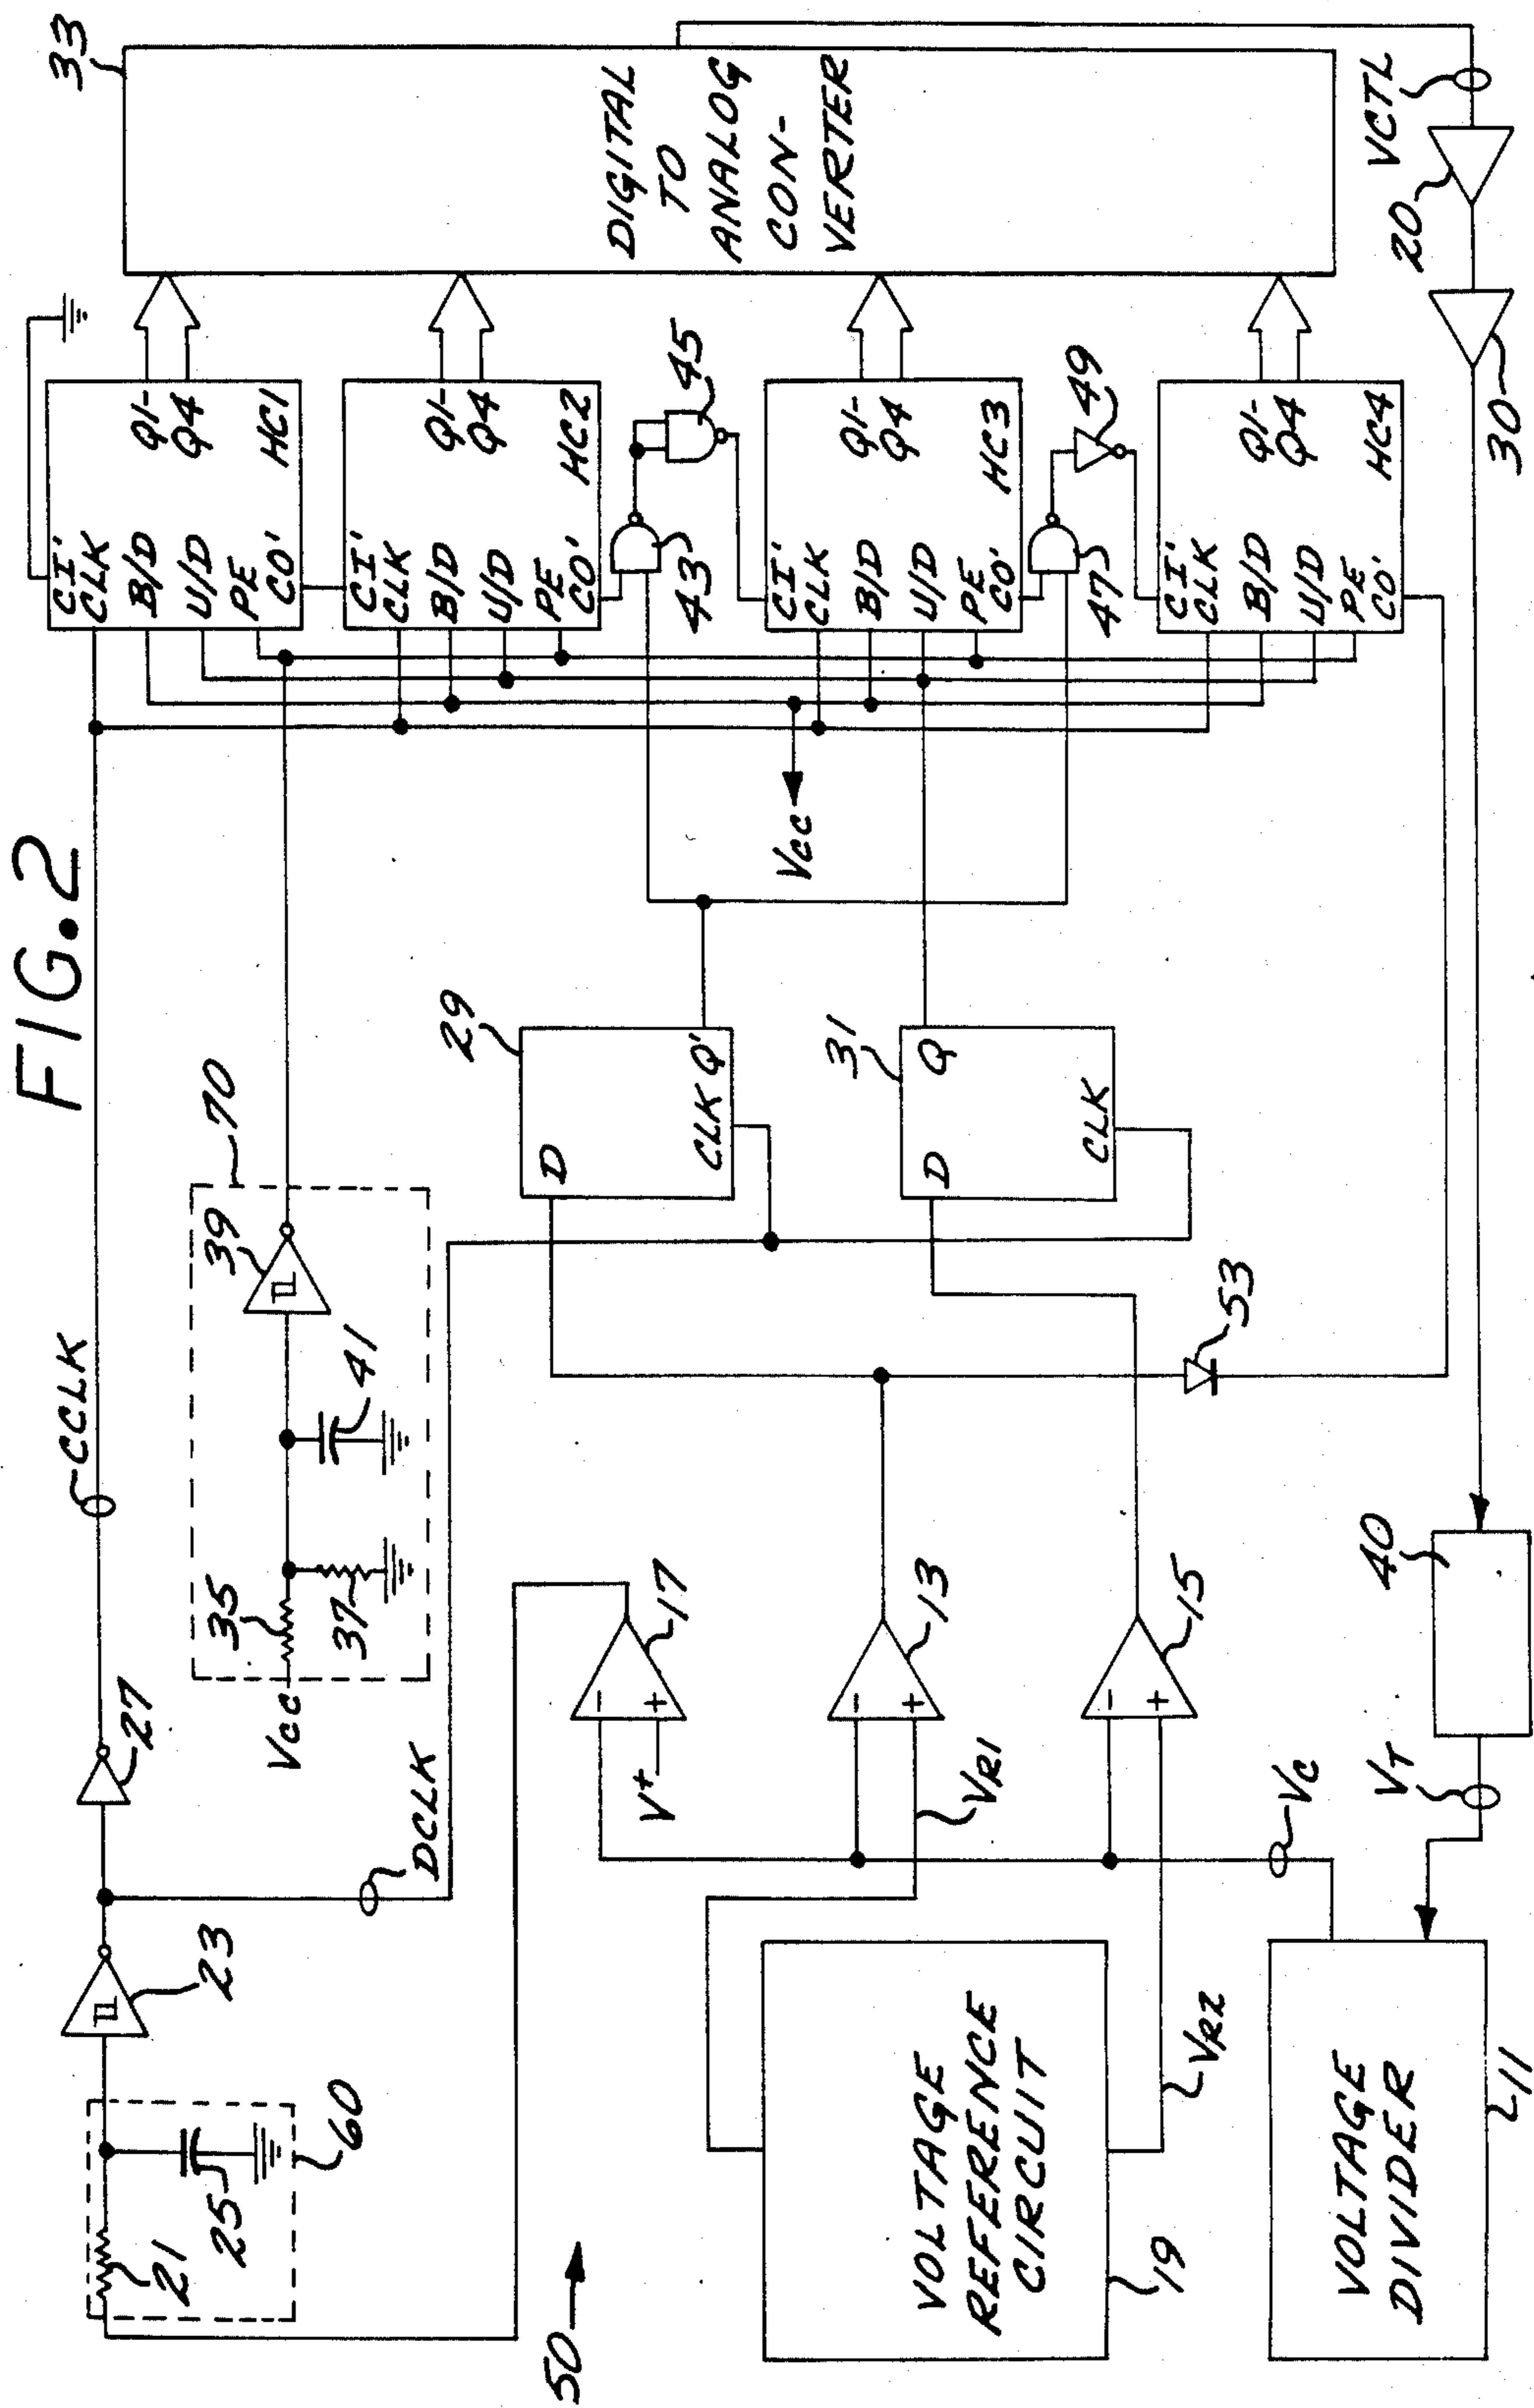 FIG. 2
50
21
25
60
23
27
CCLK
DCLK
Vcc
35
37
41
39
70
17
V+
-
+
13
-
+
VR1
15
-
+
VR2
VC
VOLTAGE
REFERENCE
CIRCUIT
19
VOLTAGE
DIVIDER
11
VT
40
53
29
D
CLK Q'
31
D
Q
CLK
Vcc
CI'
CLK
B/D
U/D
PE
CO'
Q1-
Q4
HC1
CI'
CLK
B/D
U/D
PE
CO'
Q1-
Q4
HC2
43
45
CI'
CLK
B/D
U/D
PE
CO'
Q1-
Q4
HC3
47
49
CI'
CLK
B/D
U/D
PE
CO'
Q1-
Q4
HC4
33
DIGITAL
TO
ANALOG
CON-
VERTER
VCTL
20
30